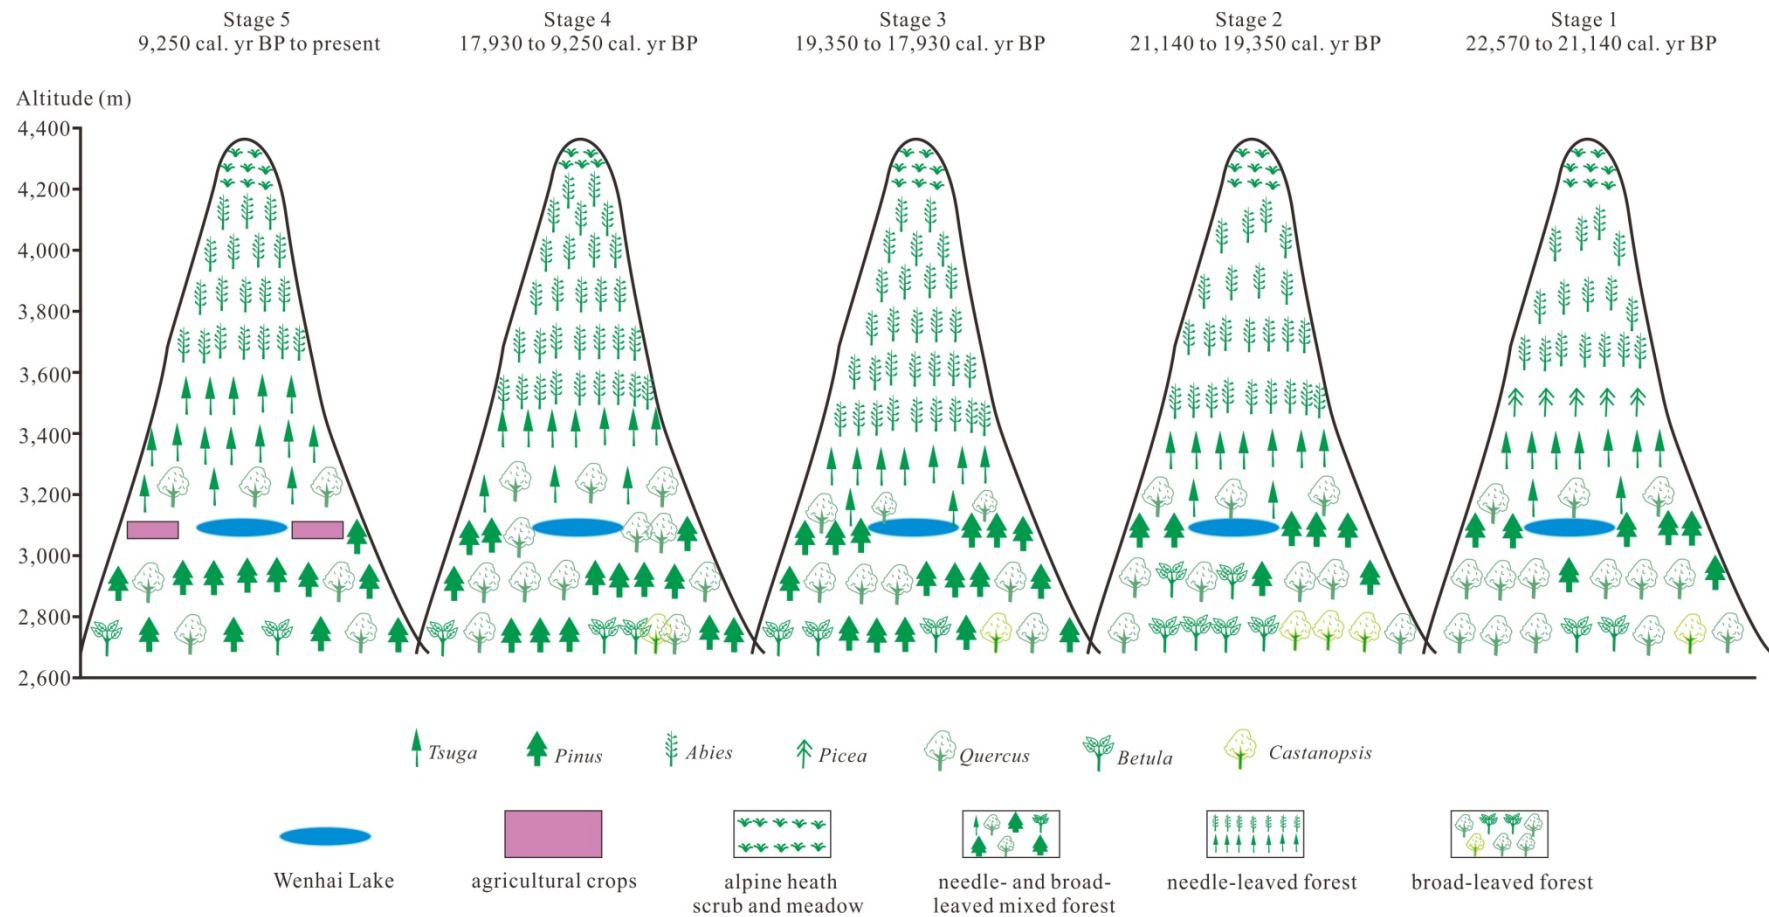 Stage 5
9,250 cal. yr BP to present
Stage 4
17,930 to 9,250 cal. yr BP
Stage 3
19,350 to 17,930 cal. yr BP
Stage 2
21,140 to 19,350 cal. yr BP
Stage 1
22,570 to 21,140 cal. yr BP
Altitude (m)
4,400
4,200
4,000
3,800
3,600
3,400
3,200
3,000
2,800
2,600
Tsuga
Pinus
Abies
Picea
Quercus
Betula
Castanopsis
Wenhai Lake
agricultural crops
alpine heath
scrub and meadow
needle- and broad-
leaved mixed forest
needle-leaved forest
broad-leaved forest